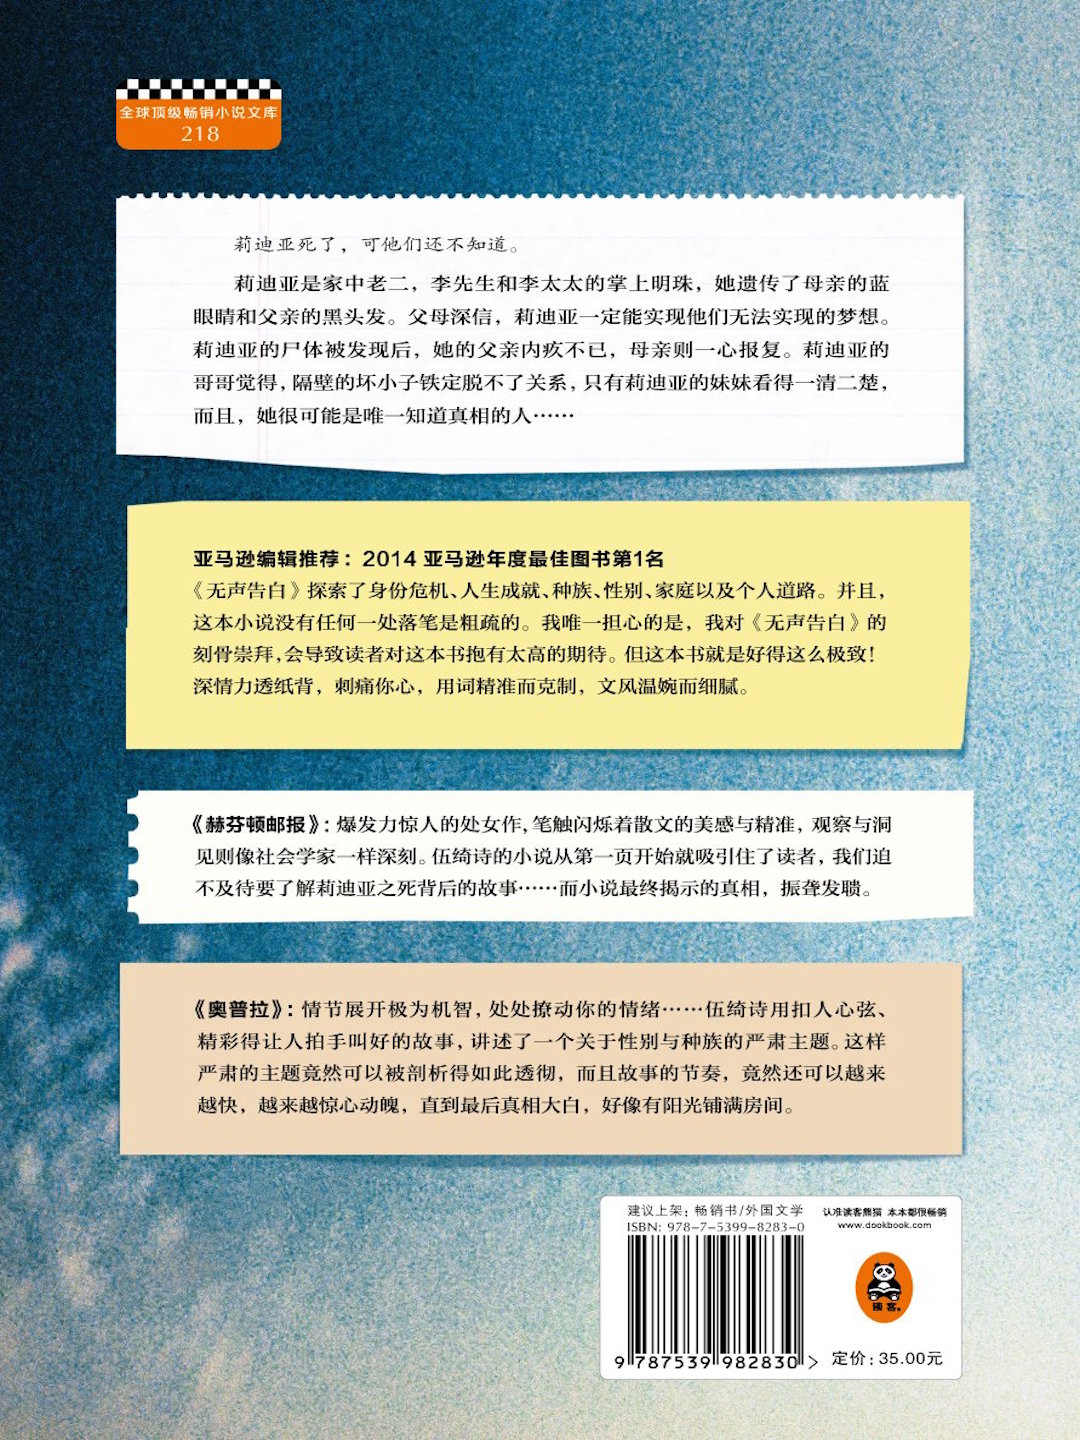 全球顶级畅销小说文库
218
莉迪亚死了，可他们还不知道。
莉迪亚是家中老二，李先生和李太太的掌上明珠，她遗传了母亲的蓝
眼睛和父亲的黑头发。父母深信，莉迪亚一定能实现他们无法实现的梦想。
莉迪亚的尸体被发现后，她的父亲内疚不已，母亲则一心报复。莉迪亚的
哥哥觉得，隔壁的坏小子铁定脱不了关系，只有莉迪亚的妹妹看得一清二楚，
而且，她很可能是唯一知道真相的人……
亚马逊编辑推荐：2014 亚马逊年度最佳图书第1名
《无声告白》探索了身份危机、人生成就、种族、性别、家庭以及个人道路。并且，
这本小说没有任何一处落笔是粗疏的。我唯一担心的是，我对《无声告白》的
刻骨崇拜，会导致读者对这本书抱有太高的期待。但这本书就是好得这么极致！
深情力透纸背，刺痛你心，用词精准而克制，文风温婉而细腻。
《赫芬顿邮报》：爆发力惊人的处女作，笔触闪烁着散文的美感与精准，观察与洞
见则像社会学家一样深刻。伍绮诗的小说从第一页开始就吸引住了读者，我们迫
不及待要了解莉迪亚之死背后的故事……而小说最终揭示的真相，振聋发聩。
《奥普拉》：情节展开极为机智，处处撩动你的情绪……伍绮诗用扣人心弦、
精彩得让人拍手叫好的故事，讲述了一个关于性别与种族的严肃主题。这样
严肃的主题竟然可以被剖析得如此透彻，而且故事的节奏，竟然还可以越来
越快，越来越惊心动魄，直到最后真相大白，好像有阳光铺满房间。
建议上架：畅销书/外国文学
ISBN: 978-7-5399-8283-0
9 787539 982830 >
认准读客熊猫 本本都很畅销
www.dookbook.com
读客®
定价：35.00元